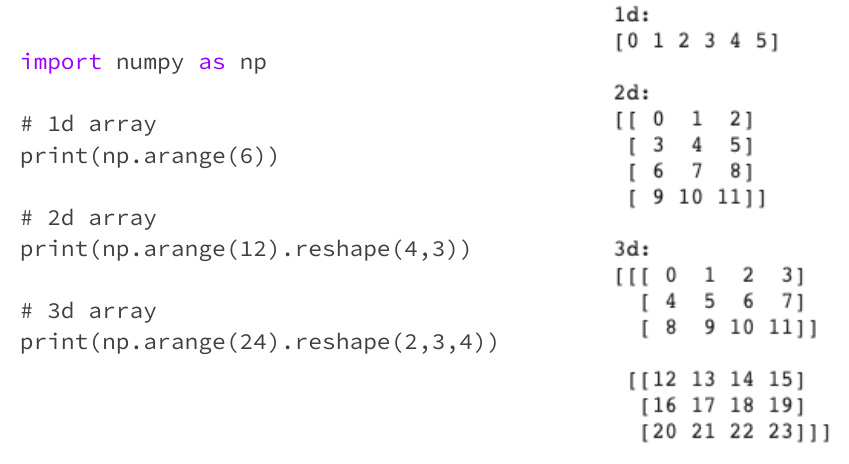 import numpy as np
# 1d array
print(np.arange(6))
# 2d array
print(np.arange(12).reshape(4,3))
# 3d array
print(np.arange(24).reshape(2,3,4))
1d:
[0 1 2 3 4 5]
2d:
[[ 0  1  2]
 [ 3  4  5]
 [ 6  7  8]
 [ 9 10 11]]
3d:
[[[ 0  1  2  3]
  [ 4  5  6  7]
  [ 8  9 10 11]]
 [[12 13 14 15]
  [16 17 18 19]
  [20 21 22 23]]]